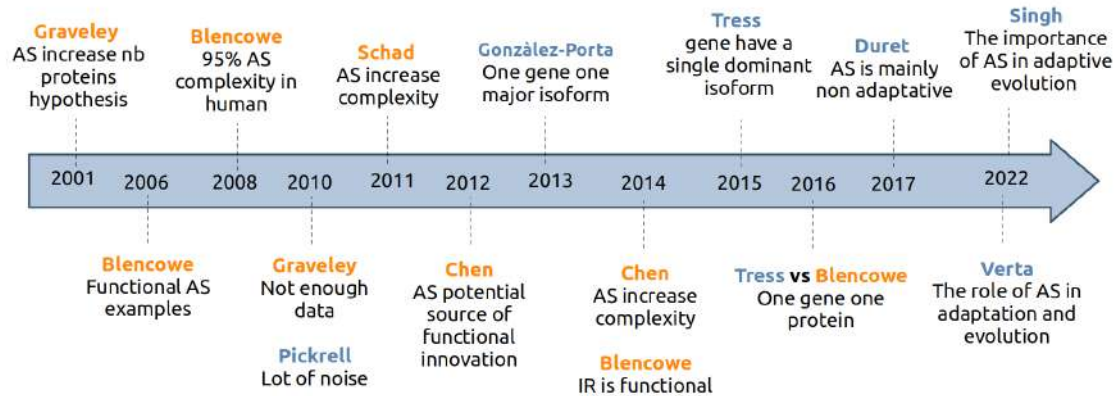 Graveley
AS increase nb
proteins
hypothesis
Blencowe
95% AS
complexity in
human
Schad
AS increase
complexity
Gonzàlez-Porta
One gene one
major isoform
Tress
gene have a
single dominant
isoform
Duret
AS is mainly
non adaptative
Singh
The importance
of AS in adaptive
evolution
2001
2006
2008
2010
2011
2012
2013
2014
2015
2016
2017
2022
Blencowe
Functional AS
examples
Graveley
Not enough
data
Pickrell
Lot of noise
Chen
AS potential
source of
functional
innovation
Chen
AS increase
complexity
Blencowe
IR is functional
Tress vs Blencowe
One gene one
protein
Verta
The role of AS in
adaptation and
evolution